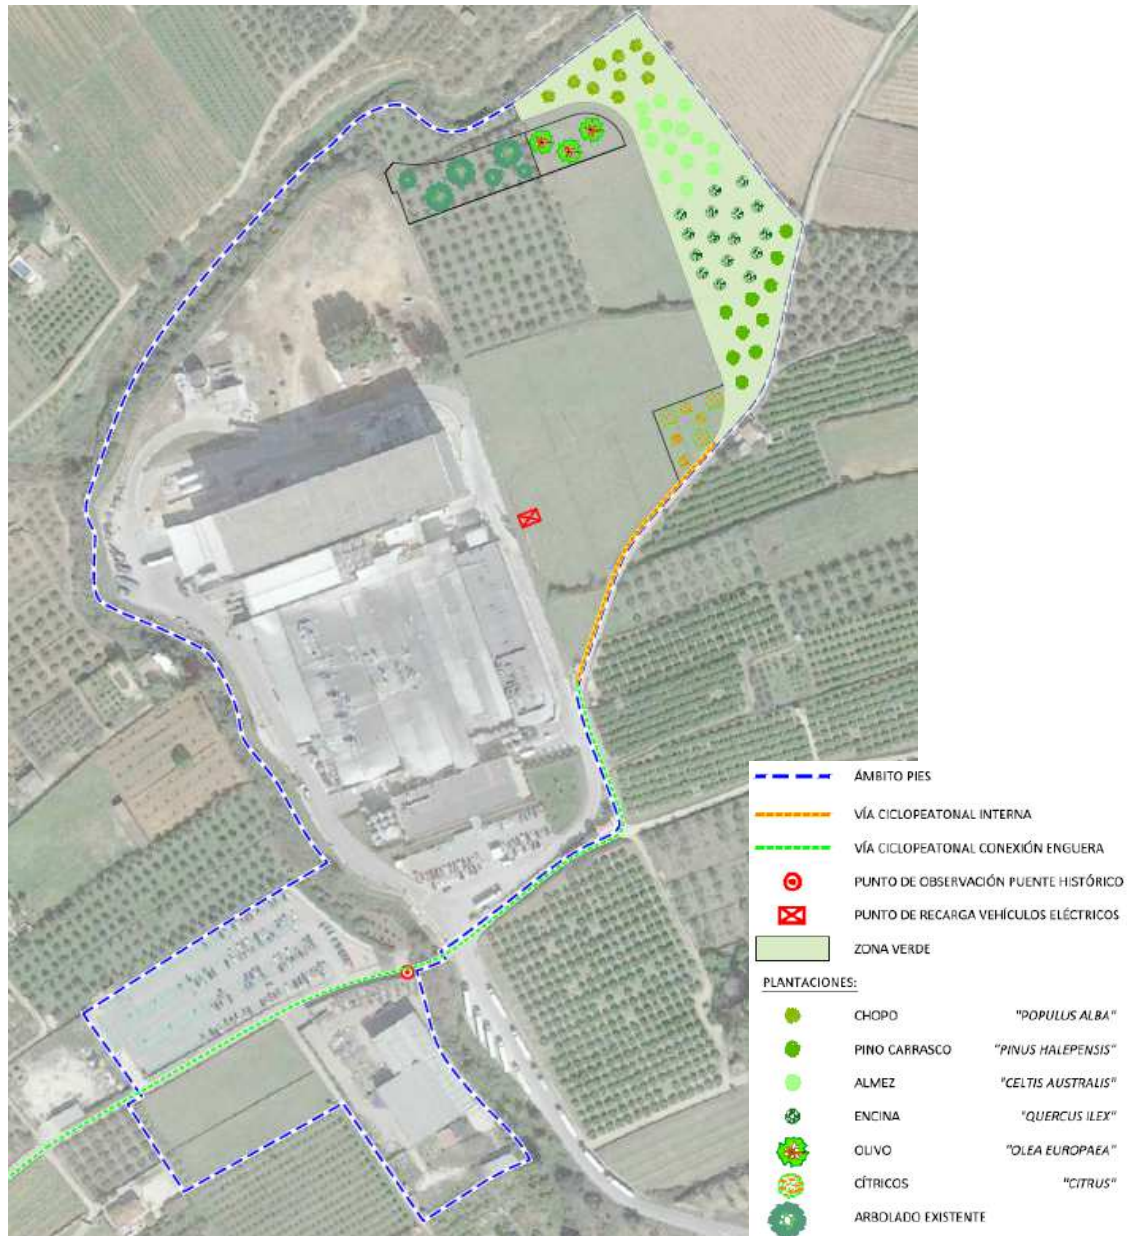 ÁMBITO PIES
VÍA CICLOPEATONAL INTERNA
VÍA CICLOPEATONAL CONEXIÓN ENGUERA
PUNTO DE OBSERVACIÓN PUENTE HISTÓRICO
PUNTO DE RECARGA VEHÍCULOS ELÉCTRICOS
ZONA VERDE
PLANTACIONES:
CHOPO "POPULUS ALBA"
PINO CARRASCO "PINUS HALEPENSIS"
ALMEZ "CELTIS AUSTRALIS"
ENCINA "QUERCUS ILEX"
OLIVO "OLEA EUROPAEA"
CÍTRICOS "CITRUS"
ARBOLADO EXISTENTE